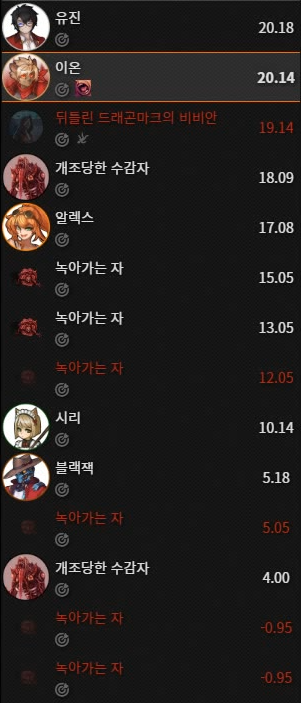 유진
20.18
이온
20.14
뒤틀린 드래곤마크의 비비안
19.14
개조당한 수감자
18.09
알렉스
17.08
녹아가는 자
15.05
녹아가는 자
13.05
녹아가는 자
12.05
시리
10.14
블랙잭
5.18
녹아가는 자
5.05
개조당한 수감자
4.00
녹아가는 자
-0.95
녹아가는 자
-0.95